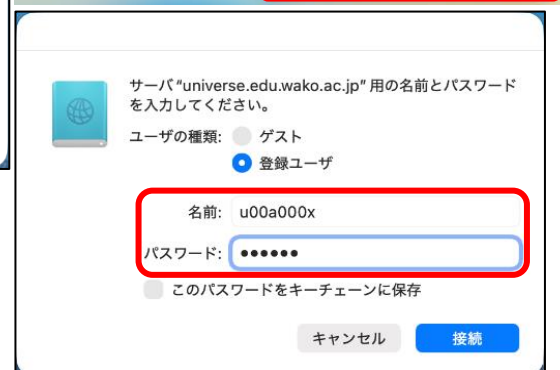 サーバ“universe.edu.wako.ac.jp”用の名前とパスワード
を入力してください。
ユーザの種類: ゲスト
登録ユーザ
名前: u00a000x
パスワード: ••••••
このパスワードをキーチェーンに保存
キャンセル 接続